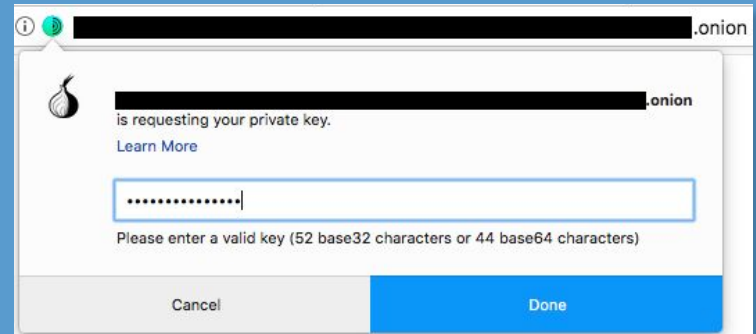 .onion
.onion
is requesting your private key.
Learn More
•••••••••••••••
Please enter a valid key (52 base32 characters or 44 base64 characters)
Cancel
Done